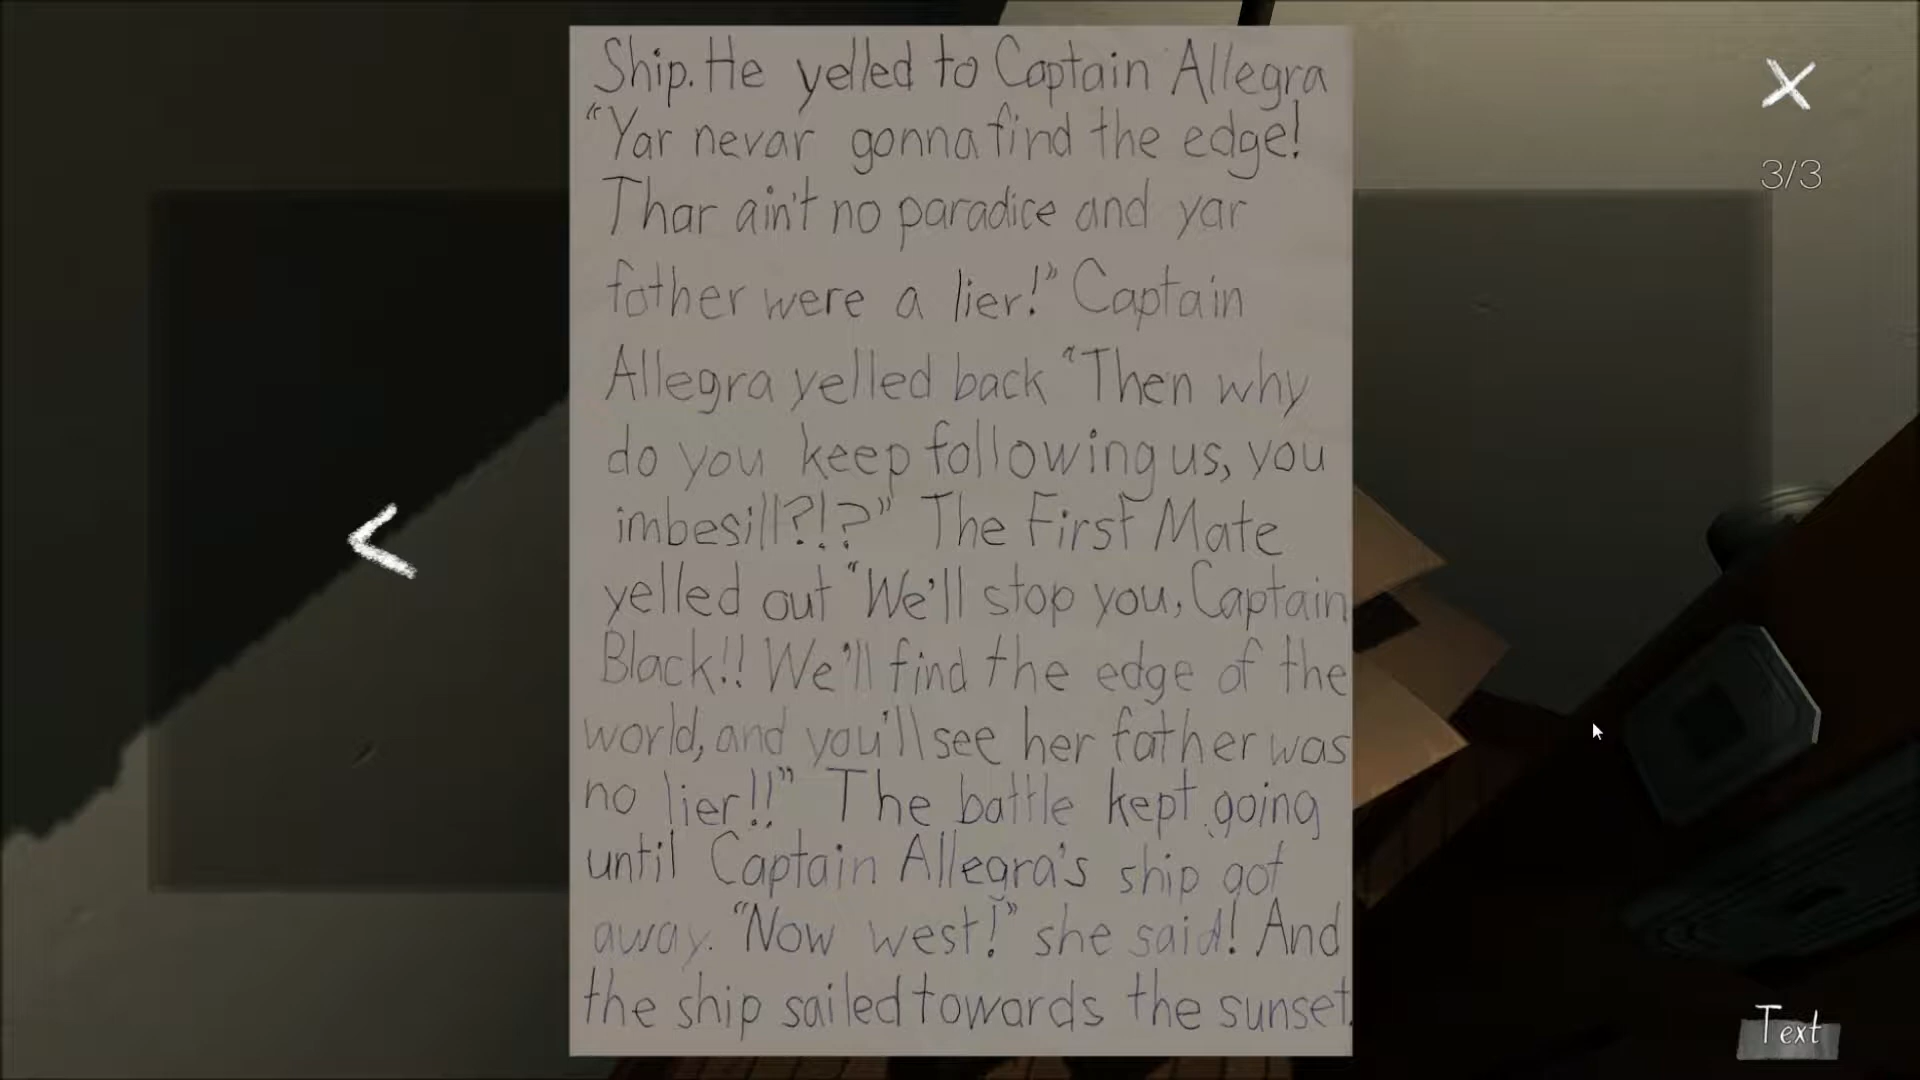 Ship. He yelled to Captain Allegra
"Yar nevar gonna find the edge!
Thar ain't no paradice and yar
father were a lier!" Captain
Allegra yelled back "Then why
do you keep following us, you
imbesill?!?" The First Mate
yelled out "We'll stop you, Captain
Black!! We'll find the edge of the
world, and you'll see her father was
no lier!!" The battle kept going
until Captain Allegra's ship got
away. "Now west!" she said! And
the ship sailed towards the sunset.
3/3
Text